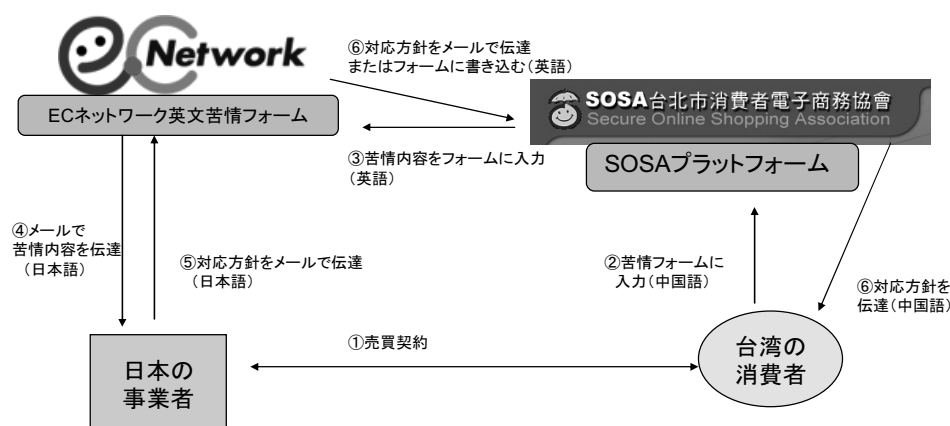 Network
⑥対応方針をメールで伝達
またはフォームに書き込む(英語)
SOSA台北市消費者電子商務協會
Secure Online Shopping Association
ECネットワーク英文苦情フォーム
③苦情内容をフォームに入力
(英語)
SOSAプラットフォーム
④メールで
苦情内容を伝達
(日本語)
⑤対応方針をメールで伝達
(日本語)
②苦情フォームに
入力(中国語)
⑥対応方針を
伝達(中国語)
①売買契約
日本の
事業者
台湾の
消費者